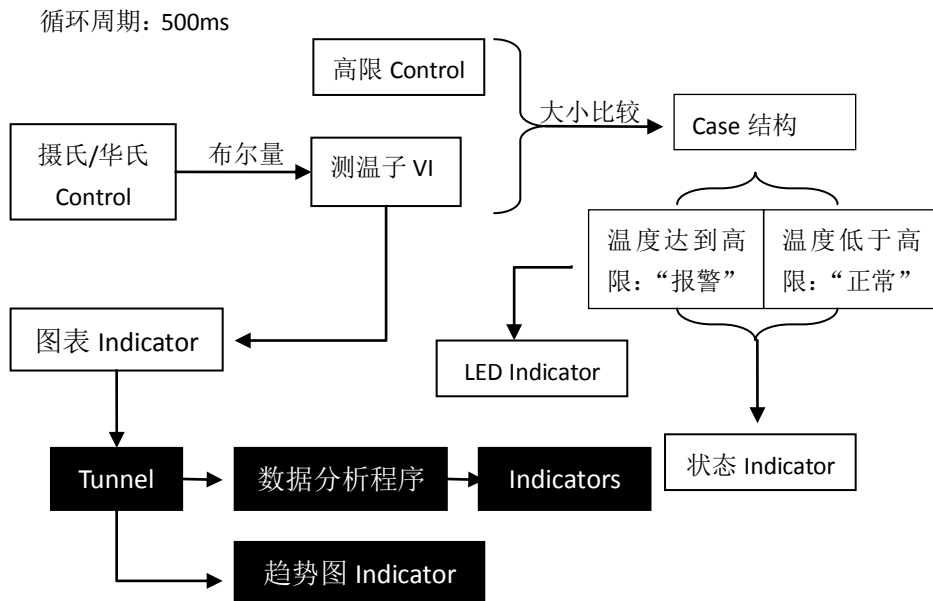 循环周期：500ms
高限 Control
大小比较
Case 结构
摄氏/华氏
Control
布尔量
测温子 VI
温度达到高
限：“报警”
温度低于高
限：“正常”
图表 Indicator
LED Indicator
状态 Indicator
Tunnel
数据分析程序
Indicators
趋势图 Indicator